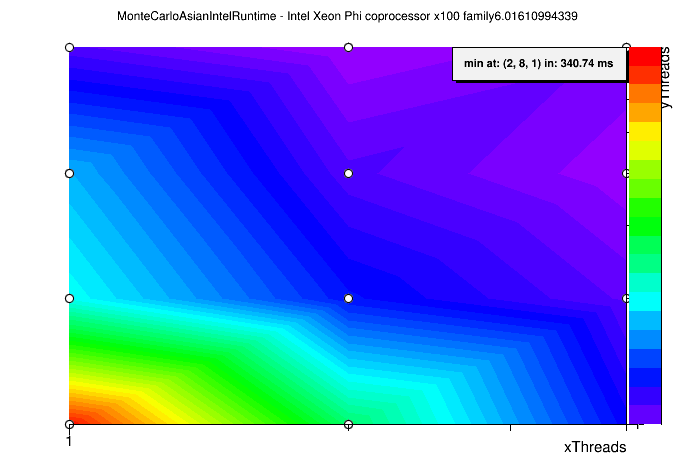 MonteCarloAsianIntelRuntime - Intel Xeon Phi coprocessor x100 family6.01610994339
min at: (2, 8, 1) in: 340.74 ms
yThreads
1
xThreads